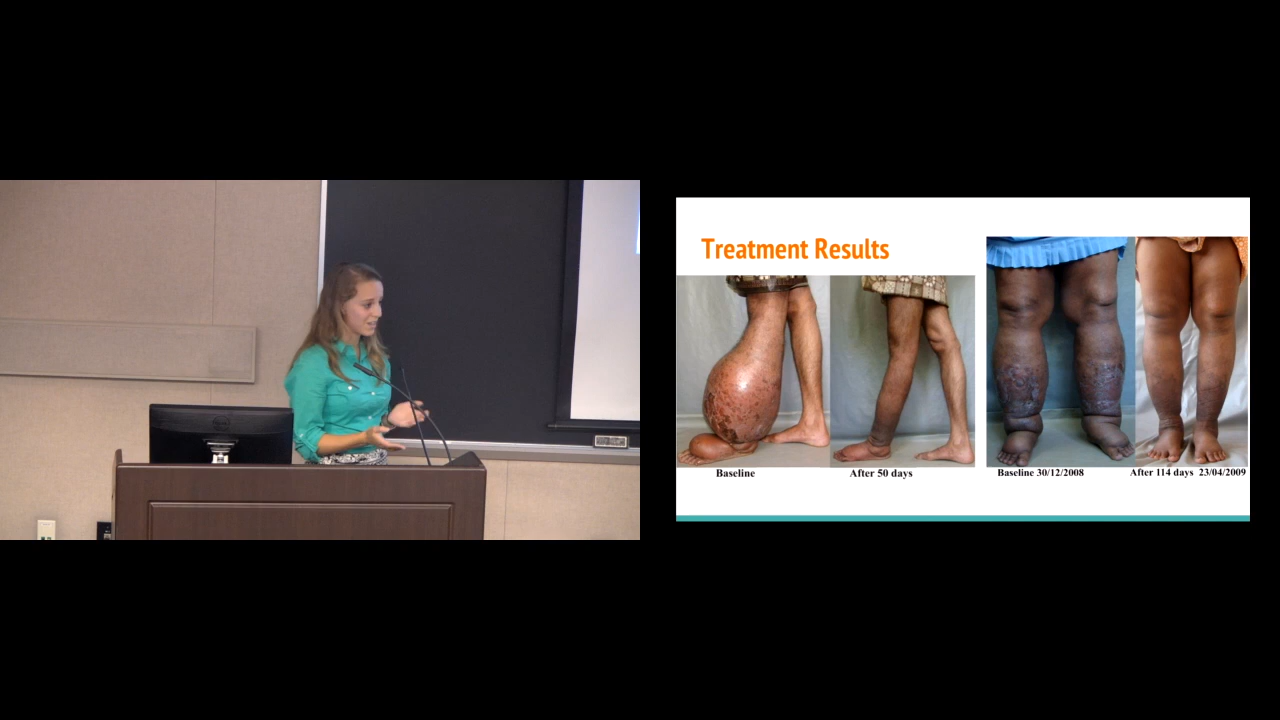 Treatment Results
Baseline
After 50 days
Baseline 30/12/2008
After 114 days 23/04/2009